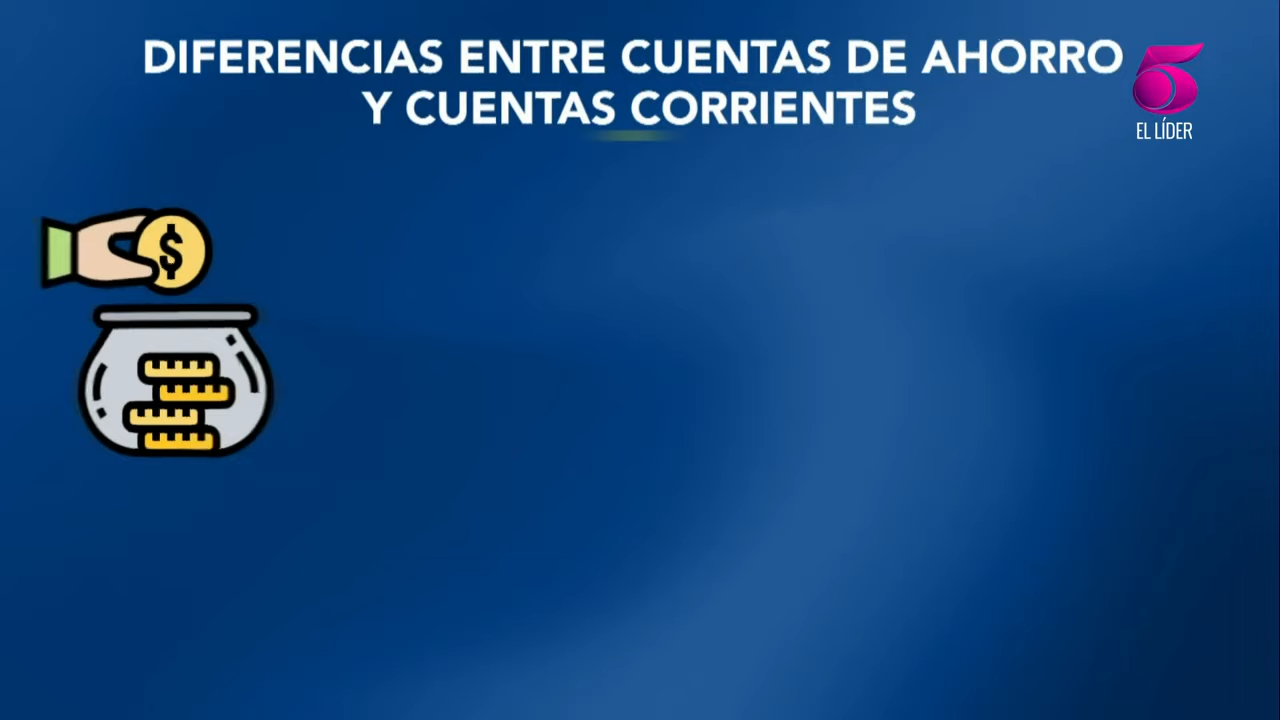 DIFERENCIAS ENTRE CUENTAS DE AHORRO
Y CUENTAS CORRIENTES
5
EL LÍDER
$